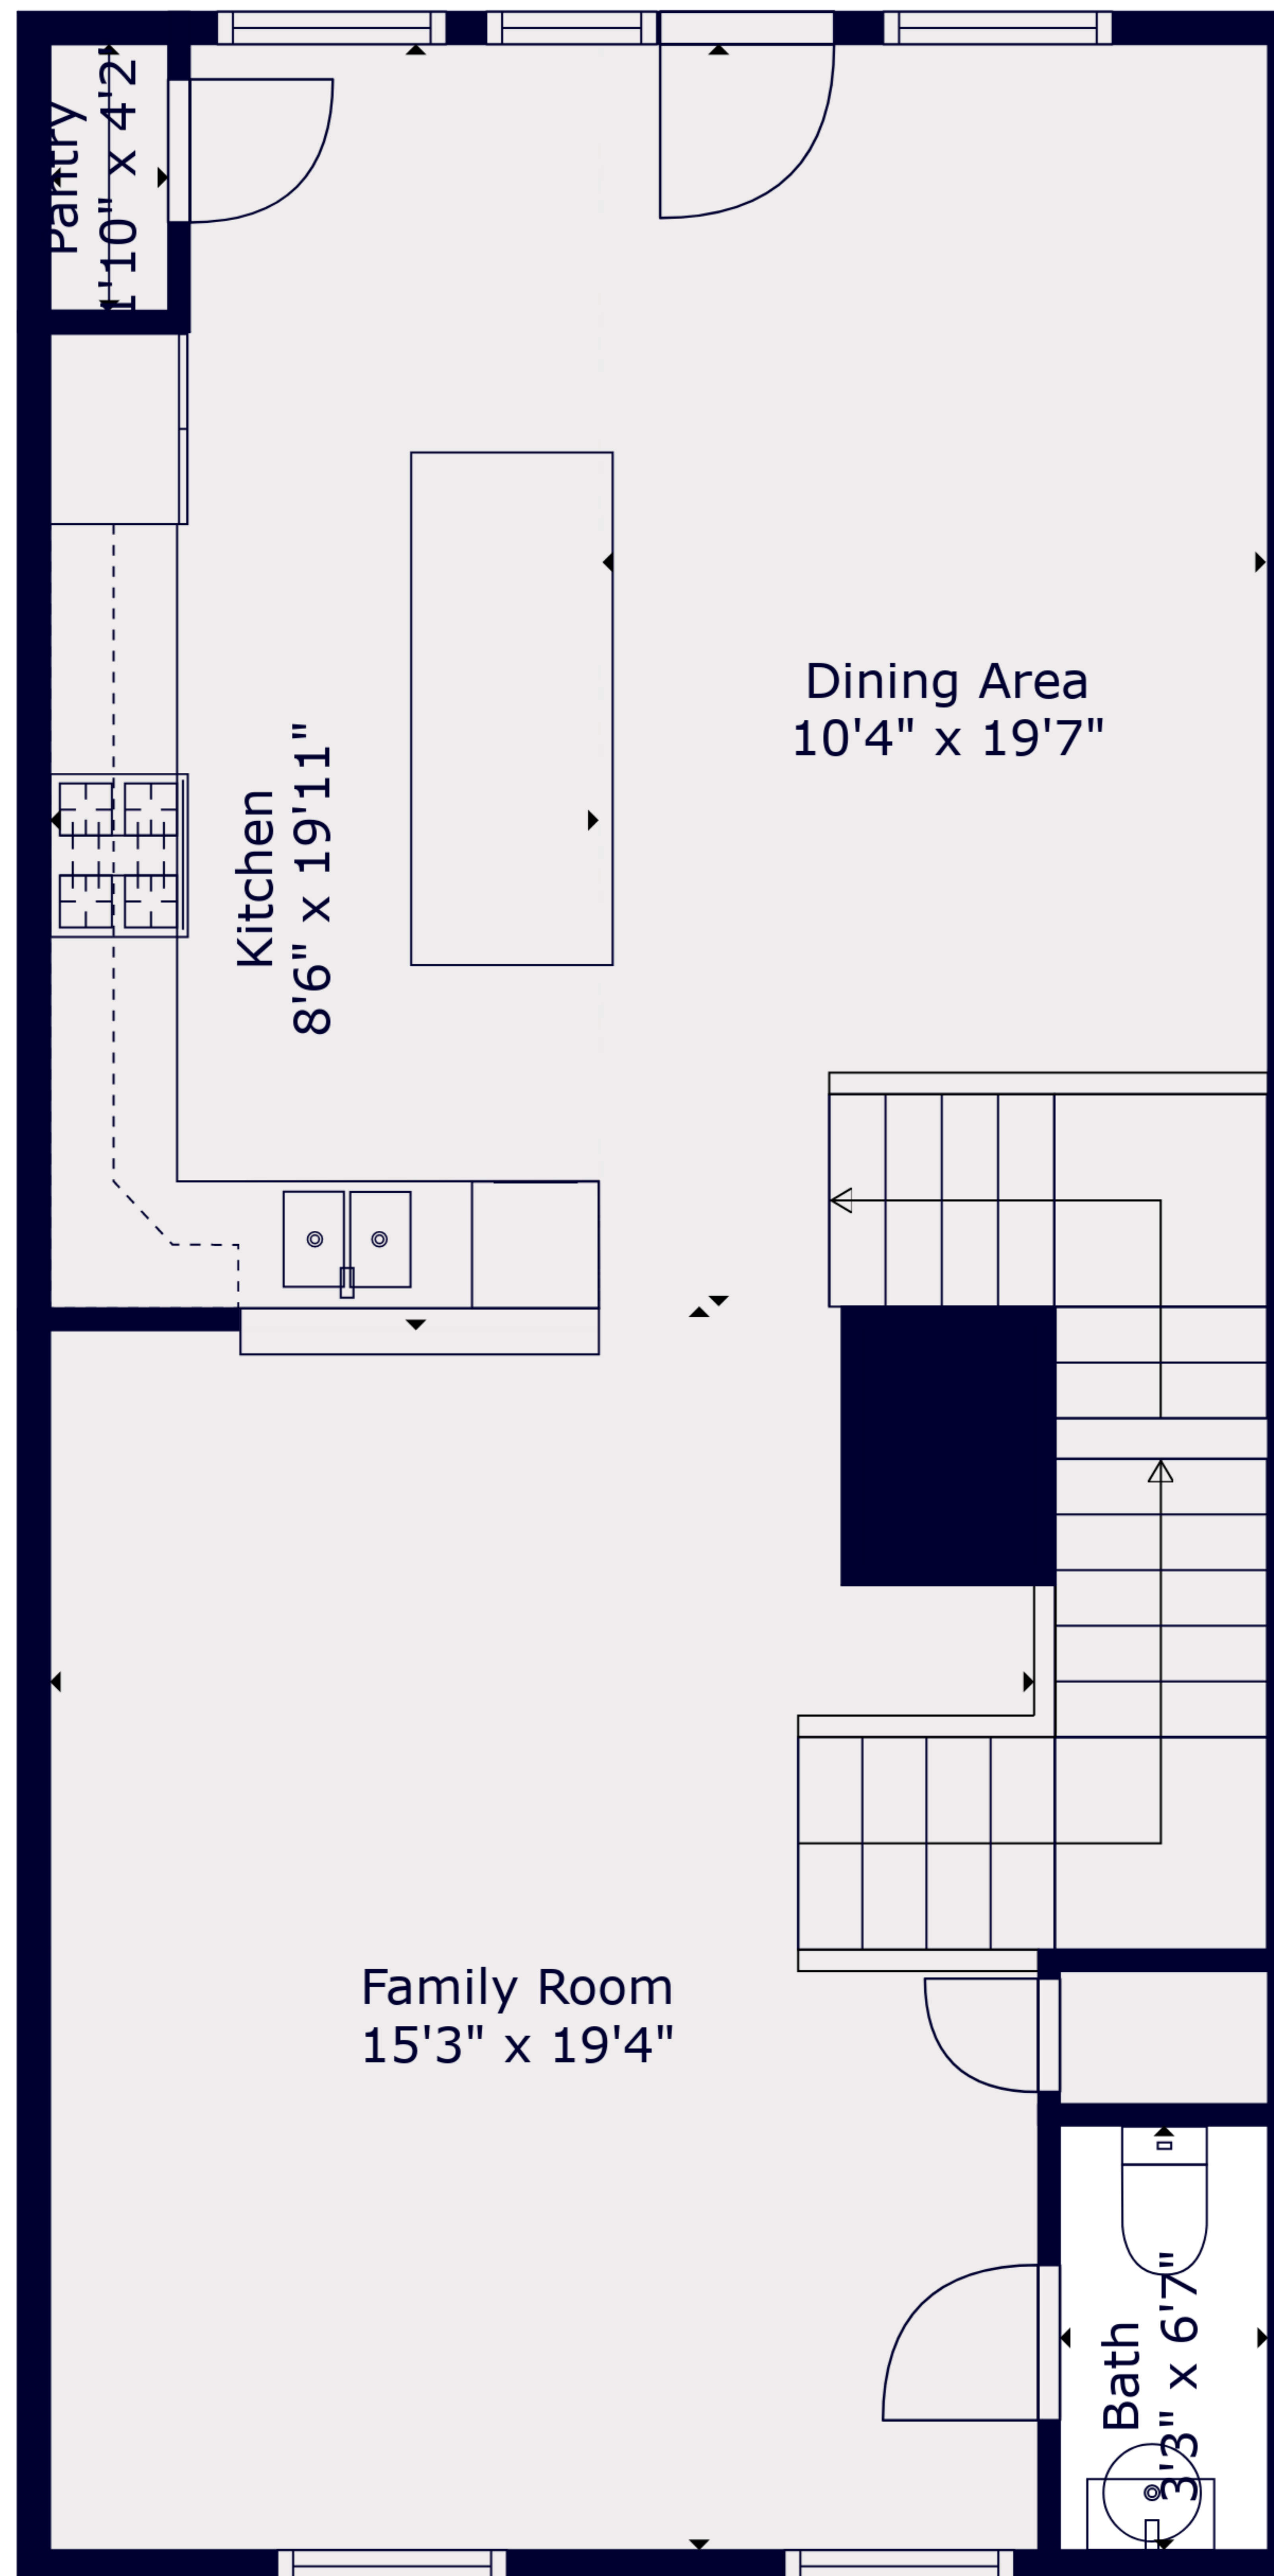 Pantry
1'10" x 4'2"
Dining Area
10'4" x 19'7"
Kitchen
8'6" x 19'11"
Family Room
15'3" x 19'4"
Bath
3'3" x 6'7"